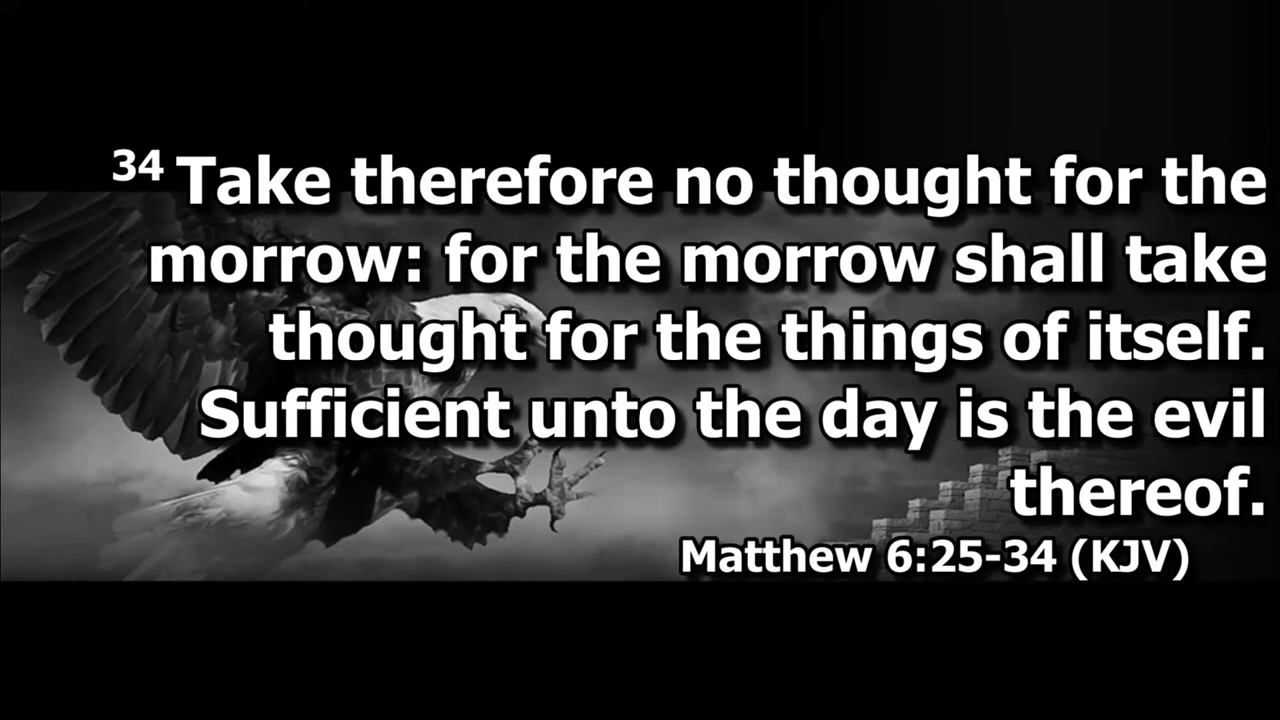 34 Take therefore no thought for the
morrow: for the morrow shall take
thought for the things of itself.
Sufficient unto the day is the evil
thereof.
Matthew 6:25-34 (KJV)